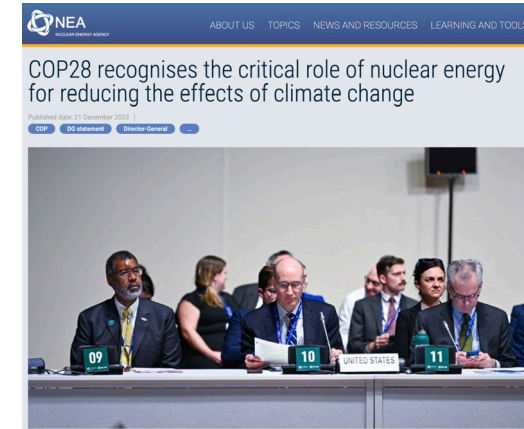 NEA
NUCLEAR ENERGY AGENCY
ABOUT US TOPICS NEWS AND RESOURCES LEARNING AND TOOLS
COP28 recognises the critical role of nuclear energy
for reducing the effects of climate change
Published date: 21 December 2023 |
COP DG statement Director-General ...
09 10 UNITED STATES 11